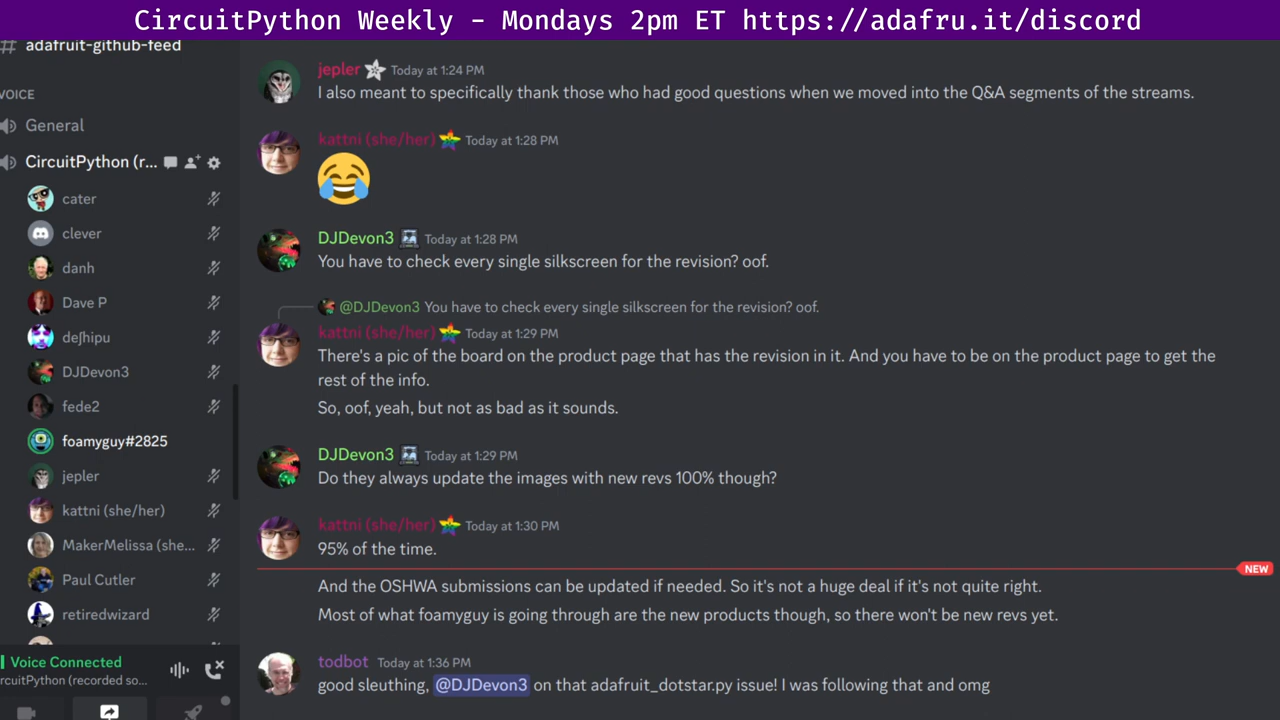 CircuitPython Weekly - Mondays 2pm ET https://adafru.it/discord
# adafruit-github-feed
VOICE
General
CircuitPython (r...
cater
clever
danh
Dave P
deʃhipu
DJDevon3
fede2
foamyguy#2825
jepler
kattni (she/her)
MakerMelissa (she...
Paul Cutler
retiredwizard
Voice Connected
rcuitPython (recorded so...
jepler Today at 1:24 PM
I also meant to specifically thank those who had good questions when we moved into the Q&A segments of the streams.
kattni (she/her) Today at 1:28 PM
DJDevon3 Today at 1:28 PM
You have to check every single silkscreen for the revision? oof.
@DJDevon3 You have to check every single silkscreen for the revision? oof.
kattni (she/her) Today at 1:29 PM
There's a pic of the board on the product page that has the revision in it. And you have to be on the product page to get the
rest of the info.
So, oof, yeah, but not as bad as it sounds.
DJDevon3 Today at 1:29 PM
Do they always update the images with new revs 100% though?
kattni (she/her) Today at 1:30 PM
95% of the time.
NEW
And the OSHWA submissions can be updated if needed. So it's not a huge deal if it's not quite right.
Most of what foamyguy is going through are the new products though, so there won't be new revs yet.
todbot Today at 1:36 PM
good sleuthing, @DJDevon3 on that adafruit_dotstar.py issue! I was following that and omg